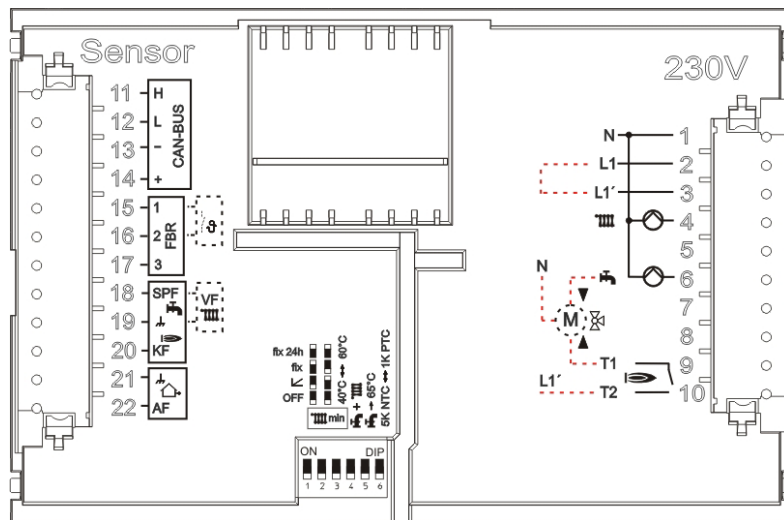 Sensor
230V
11 H
12 L
13 –
14 +
CAN-BUS
15 1
16 2
17 3
FBR
ϑ
18 SPF
19
20 KF
VF
21
22 AF
N 1
L1 2
L1´ 3
4
5
6
7
8
T1 9
T2 10
N
M
L1´
fix 24h
fix
OFF
40°C ↔ 60°C
min
+
→ 65°C
5K NTC ↔ 1K PTC
ON DIP
1 2 3 4 5 6